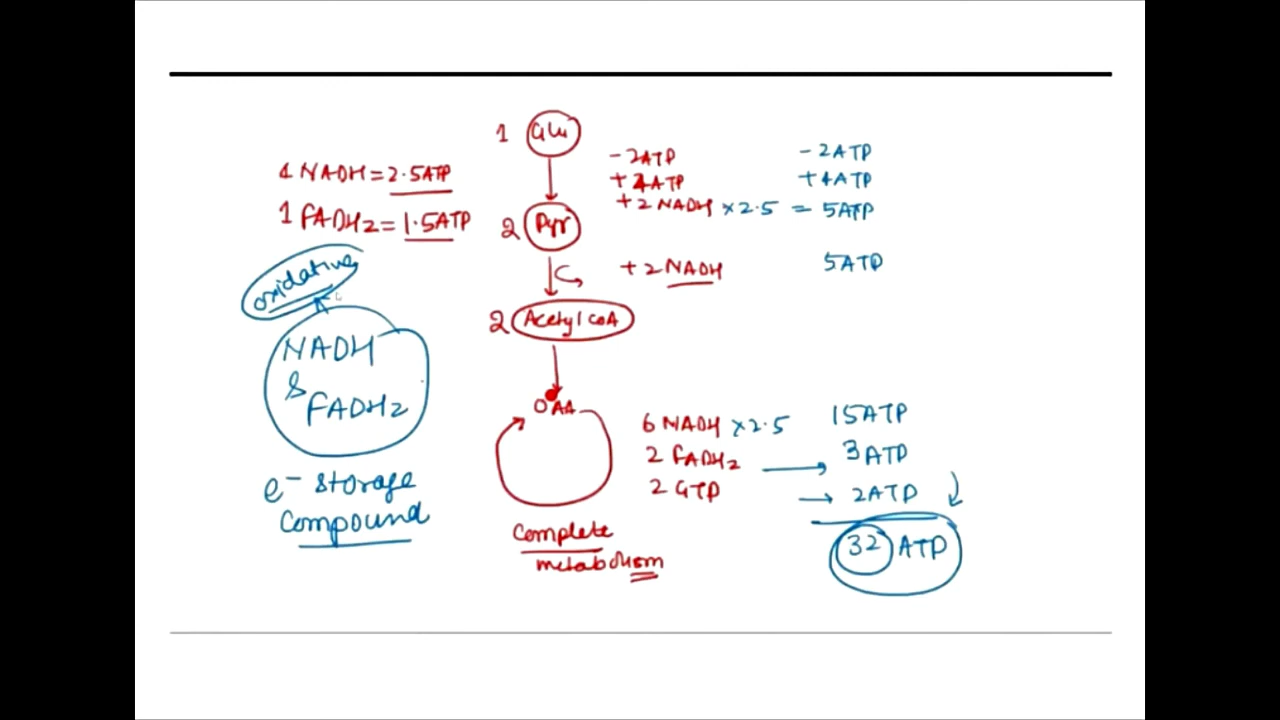 1 Glu
-2ATP -2ATP
+4ATP +4ATP
+2 NADH ×2.5 = 5ATP
1 NADH = 2.5ATP
1 FADH2 = 1.5ATP
2 Pyr
+2 NADH 5ATP
oxidative
2 Acetyl coA
NADH
& FADH2
OAA
6 NADH ×2.5 15ATP
2 FADH2 → 3ATP
2 GTP → 2ATP
32 ATP
e- storage
compound
Complete
metabolism